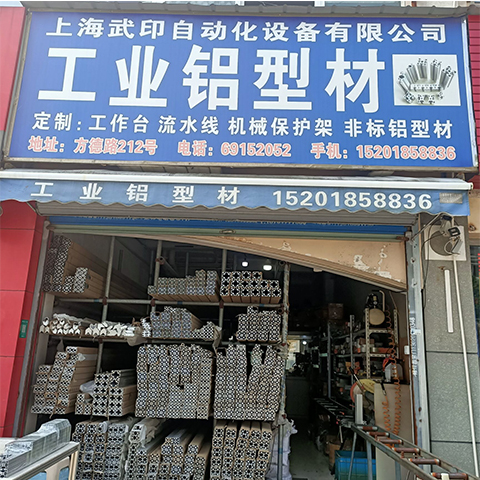 上海武印自动化设备有限公司
工业铝型材
定制:工作台 流水线 机械保护架 非标铝型材
地址:方德路212号 电话:69152052 手机:15201858836
工业铝型材 15201858836